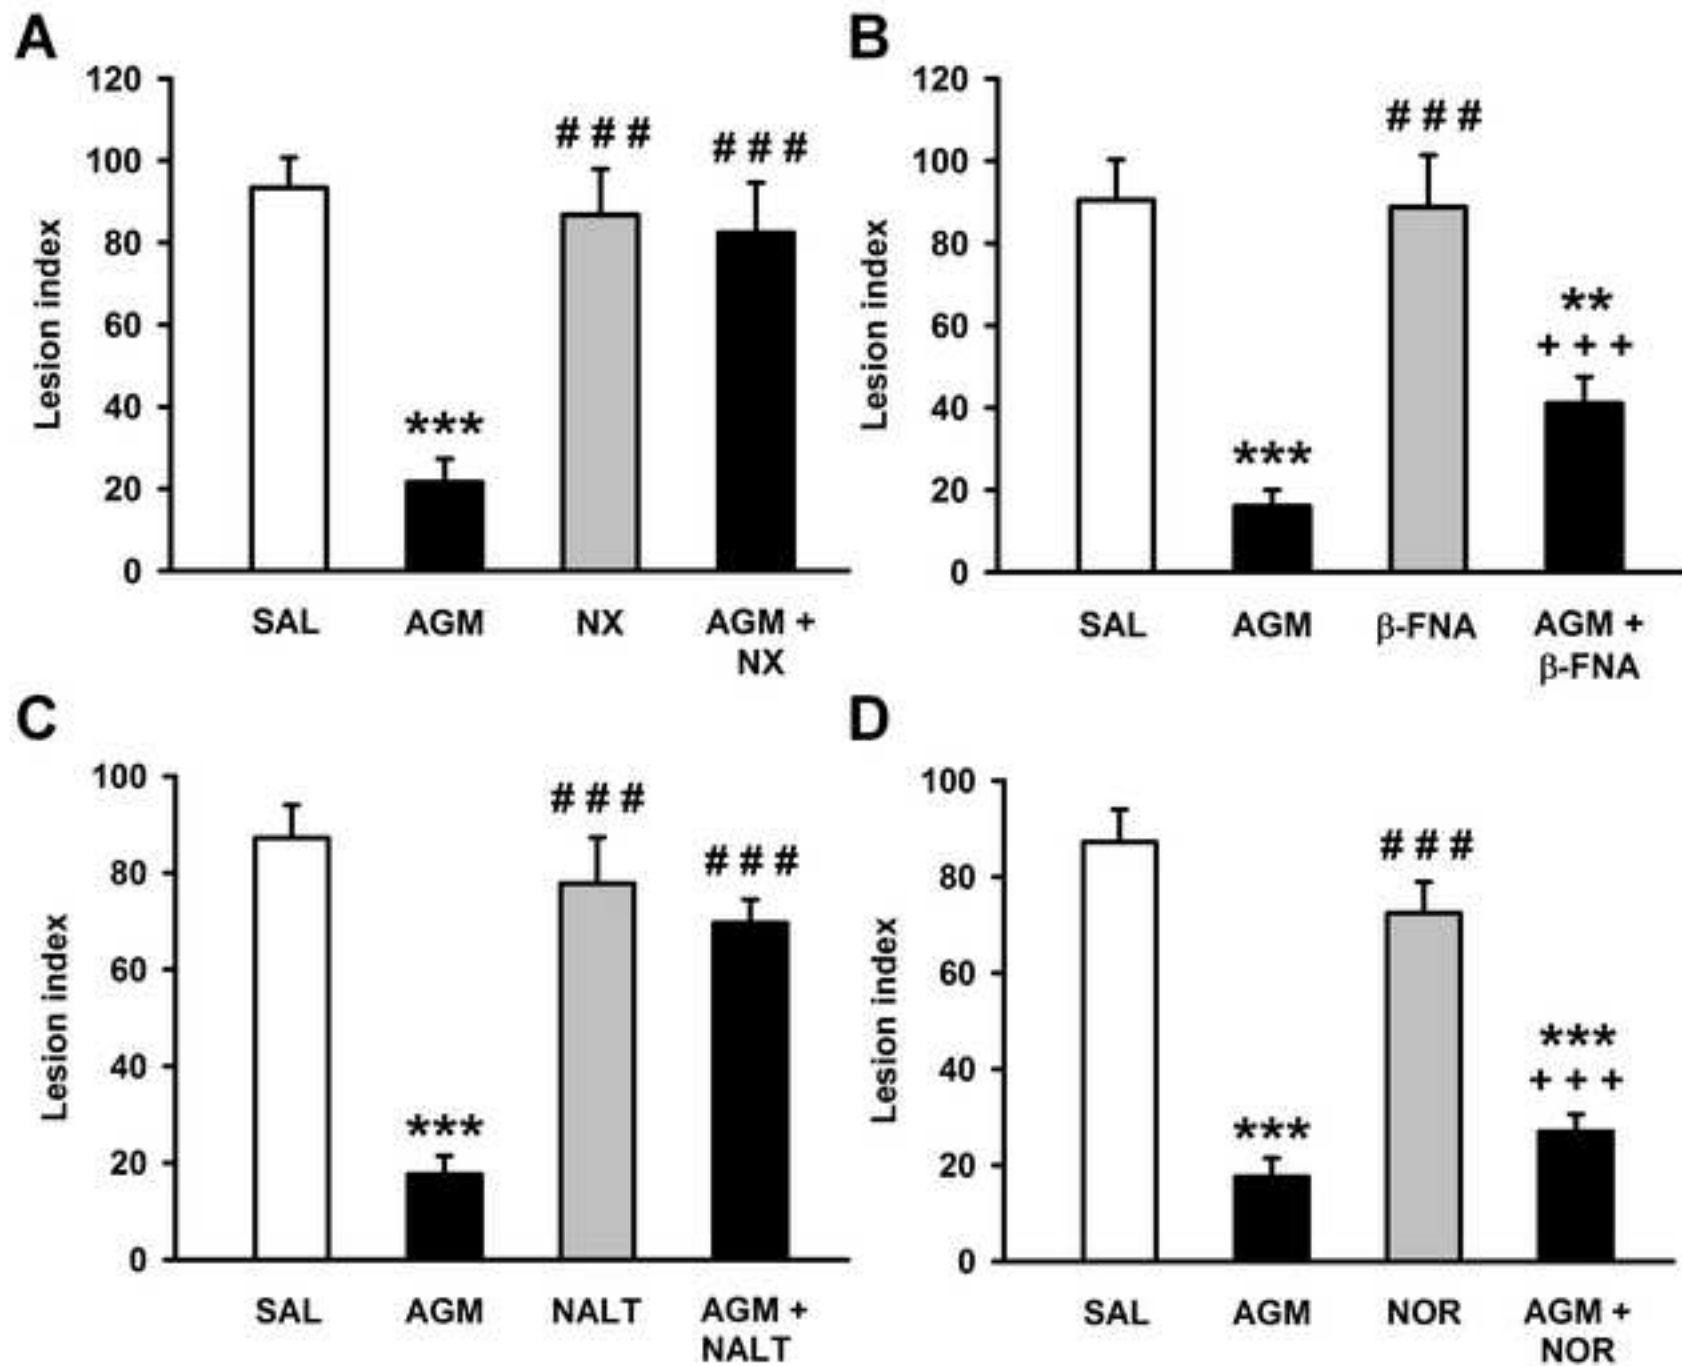 A
Lesion index
120
100
80
60
40
20
0
***
# # #
# # #
SAL
AGM
NX
AGM +
NX
B
Lesion index
120
100
80
60
40
20
0
***
# # #
**
+ + +
SAL
AGM
β-FNA
AGM +
β-FNA
C
Lesion index
100
80
60
40
20
0
***
# # #
# # #
SAL
AGM
NALT
AGM +
NALT
D
Lesion index
100
80
60
40
20
0
***
# # #
***
+ + +
SAL
AGM
NOR
AGM +
NOR